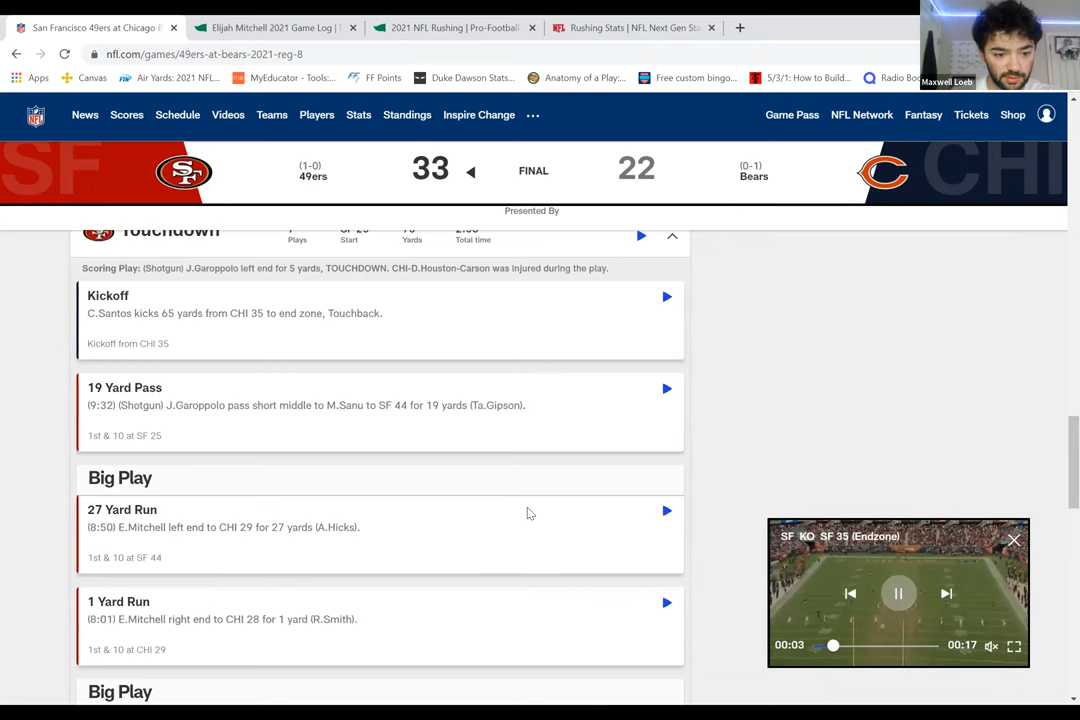 San Francisco 49ers at Chicago B
Elijah Mitchell 2021 Game Log | P
2021 NFL Rushing | Pro-Football
Rushing Stats | NFL Next Gen Sta
nfl.com/games/49ers-at-bears-2021-reg-8
Apps Canvas Air Yards: 2021 NFL... MyEducator - Tools:... FF Points Duke Dawson Stats... Anatomy of a Play:... Free custom bingo... 5/3/1: How to Build... Radio Boo
Maxwell Loeb
News Scores Schedule Videos Teams Players Stats Standings Inspire Change ... Game Pass NFL Network Fantasy Tickets Shop
SF (1-0) 33 FINAL 22 (0-1) CHI
49ers Bears
Presented By
Touchdown
Plays Start Yards Total time
Scoring Play: (Shotgun) J.Garoppolo left end for 5 yards, TOUCHDOWN. CHI-D.Houston-Carson was injured during the play.
Kickoff
C.Santos kicks 65 yards from CHI 35 to end zone, Touchback.
Kickoff from CHI 35
19 Yard Pass
(9:32) (Shotgun) J.Garoppolo pass short middle to M.Sanu to SF 44 for 19 yards (Ta.Gipson).
1st & 10 at SF 25
Big Play
27 Yard Run
(8:50) E.Mitchell left end to CHI 29 for 27 yards (A.Hicks).
1st & 10 at SF 44
1 Yard Run
(8:01) E.Mitchell right end to CHI 28 for 1 yard (R.Smith).
1st & 10 at CHI 29
Big Play
SF KO SF 35 (Endzone)
00:03 00:17